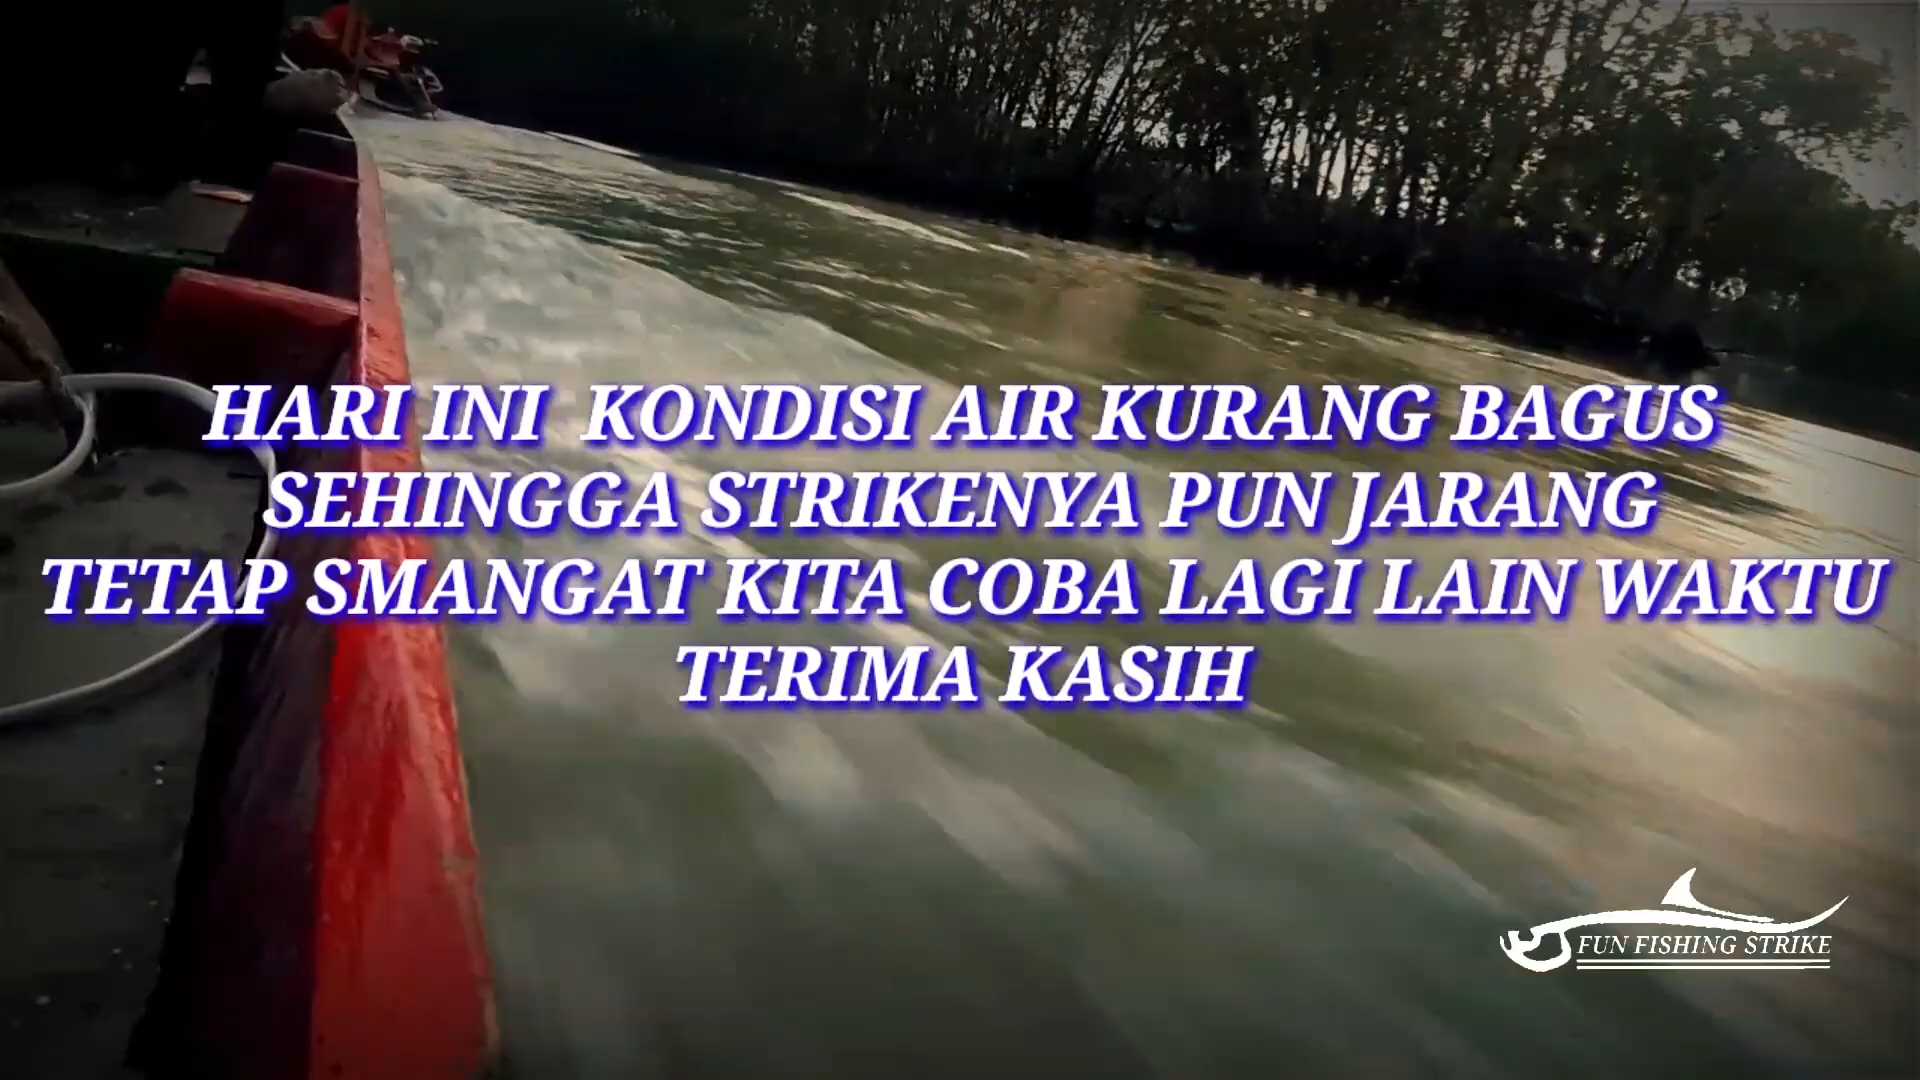 HARI INI KONDISI AIR KURANG BAGUS
SEHINGGA STRIKENYA PUN JARANG
TETAP SMANGAT KITA COBA LAGI LAIN WAKTU
TERIMA KASIH
FUN FISHING STRIKE